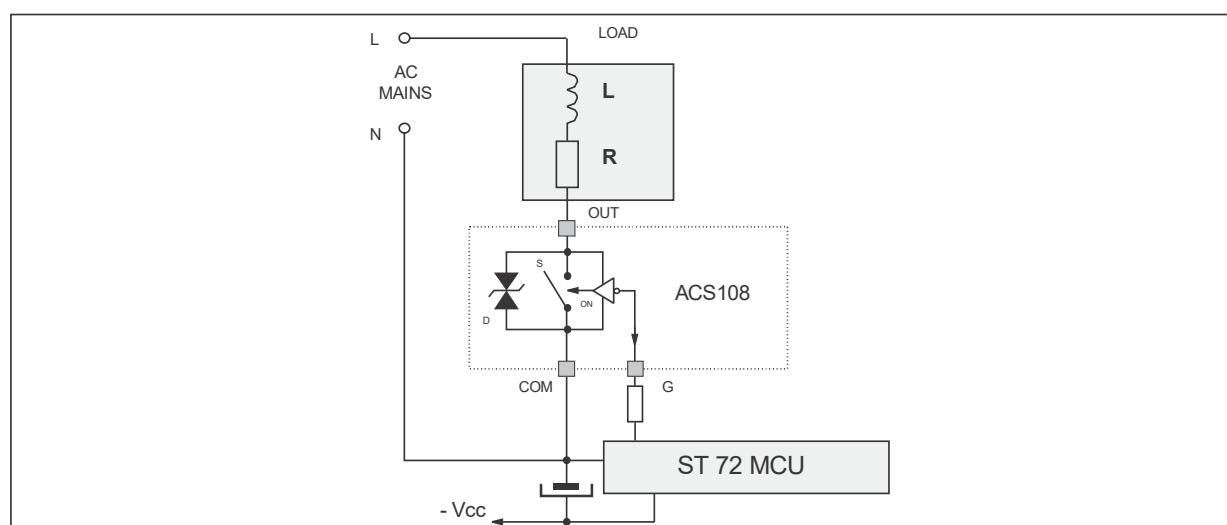 LOAD
L
AC
MAINS
L
N
R
OUT
S
ACS108
ON
D
COM
G
ST 72 MCU
- Vcc